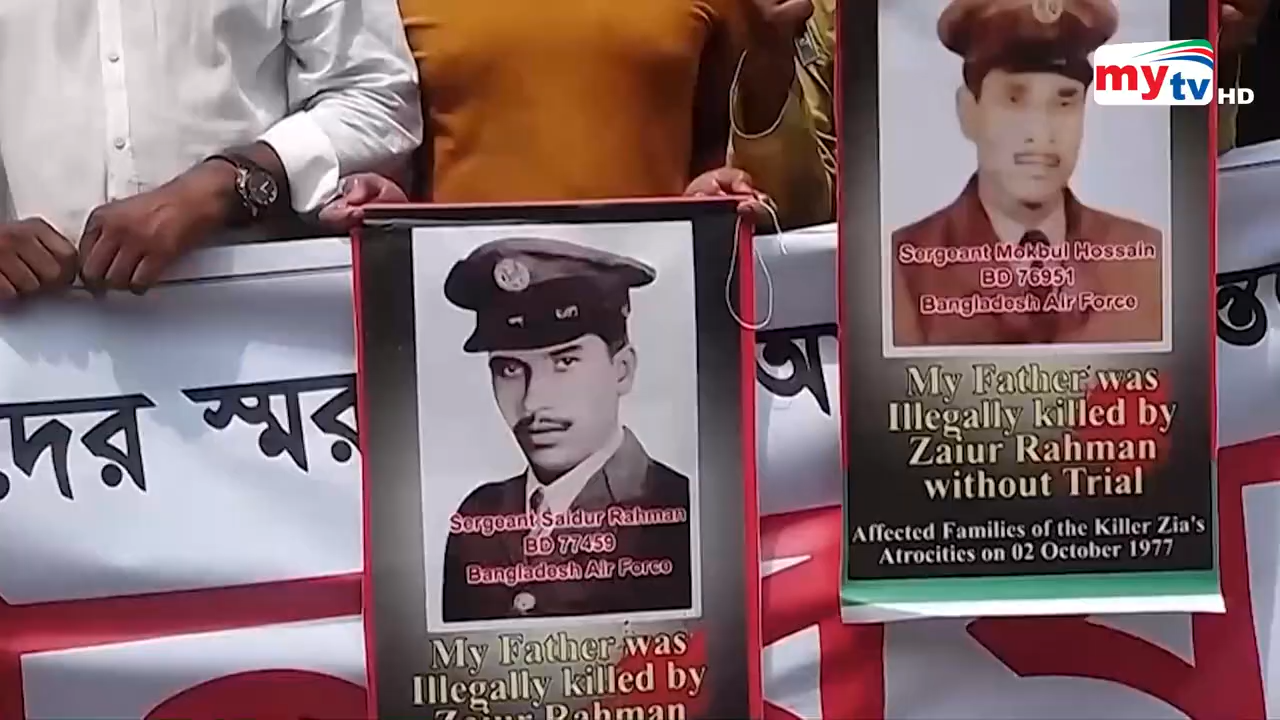 mytv HD
Sergeant Mokbul Hossain
BD 76951
Bangladesh Air Force
My Father was
Illegally killed by
Zaiur Rahman
without Trial
Affected Families of the Killer Zia's
Atrocities on 02 October 1977
Sergeant Saidur Rahman
BD 77459
Bangladesh Air Force
My Father was
Illegally killed by
Zaiur Rahman
দের